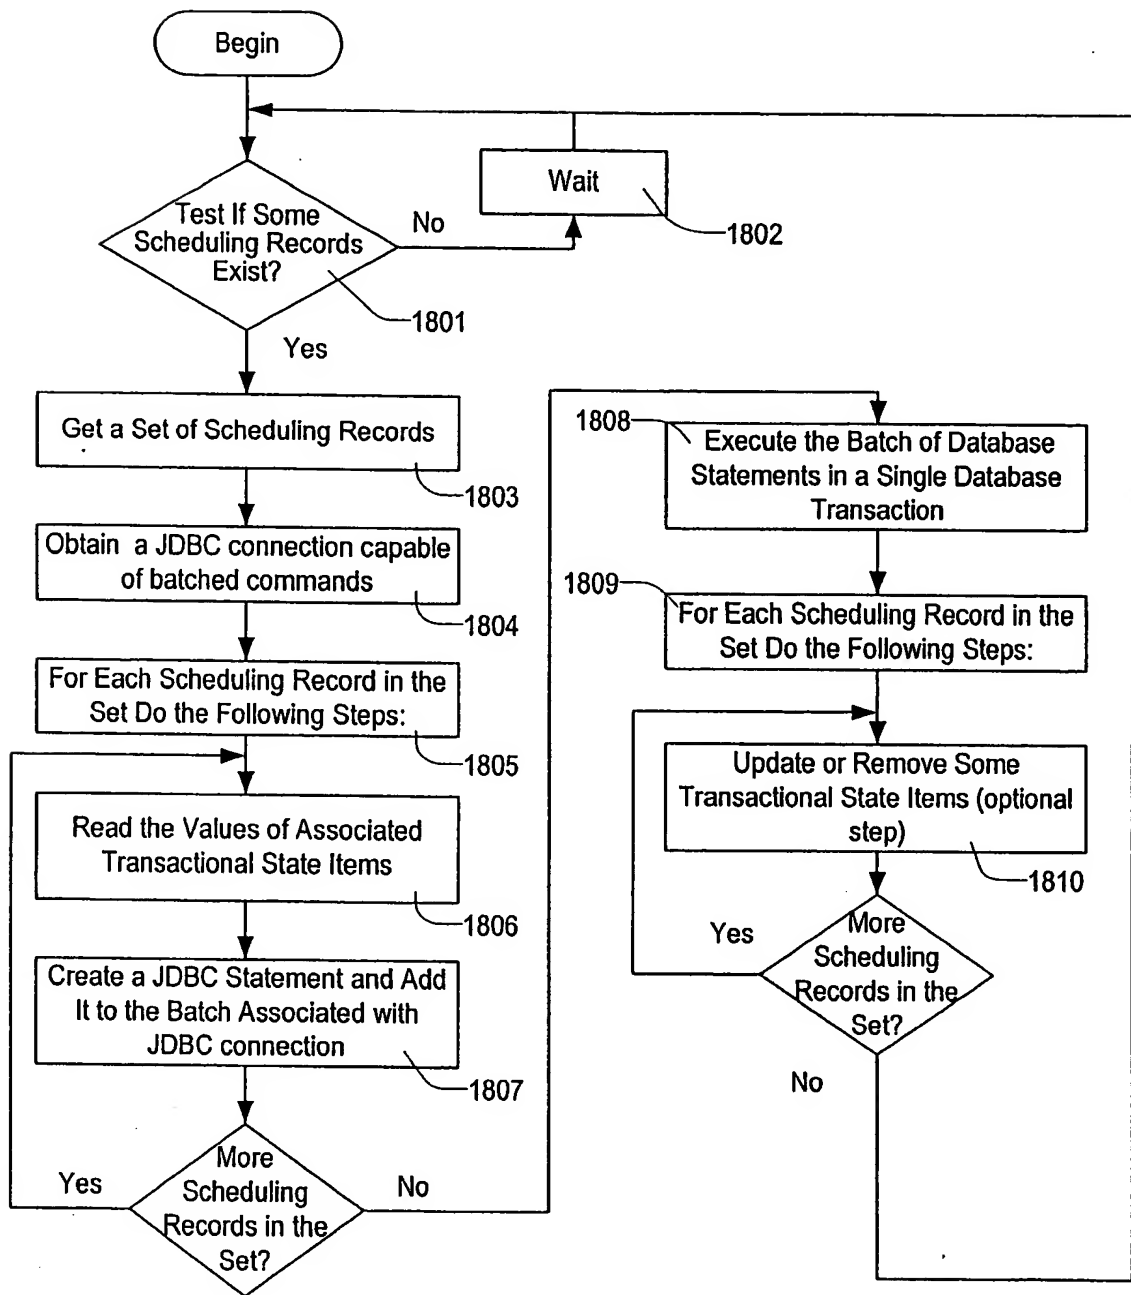 Begin
Test If Some
Scheduling Records
Exist?
1801
No
Wait
1802
Yes
Get a Set of Scheduling Records
1803
Obtain a JDBC connection capable
of batched commands
1804
For Each Scheduling Record in the
Set Do the Following Steps:
1805
Read the Values of Associated
Transactional State Items
1806
Create a JDBC Statement and Add
It to the Batch Associated with
JDBC connection
1807
More
Scheduling
Records in the
Set?
Yes
No
1808
Execute the Batch of Database
Statements in a Single Database
Transaction
1809
For Each Scheduling Record in the
Set Do the Following Steps:
Update or Remove Some
Transactional State Items (optional
step)
1810
More
Scheduling
Records in the
Set?
Yes
No